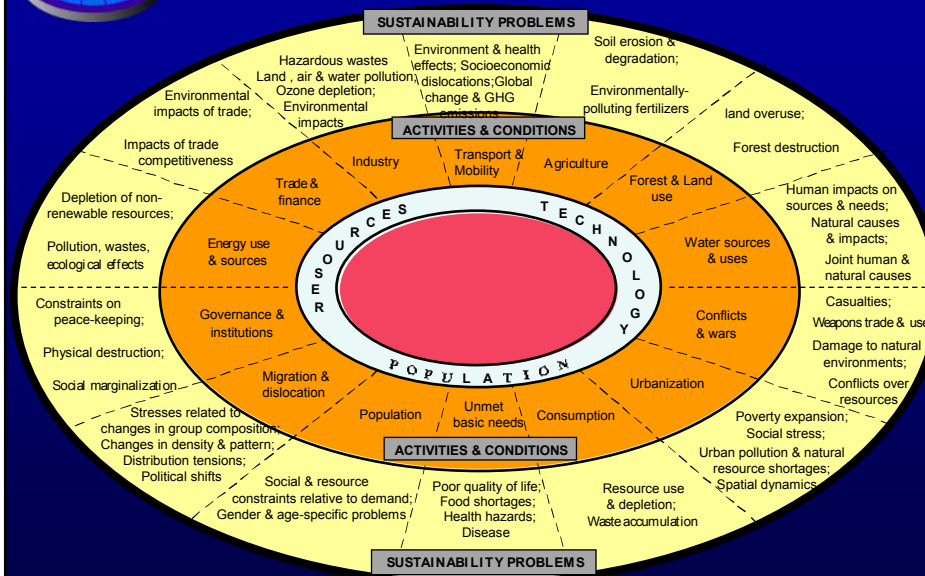 SUSTAINABILITY PROBLEMS
Hazardous wastes
Land , air & water pollution;
Ozone depletion;
Environmental
impacts
Environment & health
effects; Socioeconomic
dislocations;Global
change & GHG
emissions
Soil erosion &
degradation;
Environmentally-
polluting fertilizers
Environmental
impacts of trade;
Impacts of trade
competitiveness
land overuse;
Forest destruction
ACTIVITIES & CONDITIONS
Industry
Transport &
Mobility
Agriculture
Trade &
finance
Forest & Land
use
Depletion of non-
renewable resources;
Pollution, wastes,
ecological effects
Energy use
& sources
RESOURCES
TECHNOLOGY
Water sources
& uses
Human impacts on
sources & needs;
Natural causes
& impacts;
Joint human &
natural causes
Constraints on
peace-keeping;
Physical destruction;
Social marginalization
Governance &
institutions
Conflicts
& wars
Casualties;
Weapons trade & use
Damage to natural
environments;
Conflicts over
resources
Migration &
dislocation
POPULATION
Urbanization
Population
Unmet
basic needs
Consumption
ACTIVITIES & CONDITIONS
Stresses related to
changes in group composition;
Changes in density & pattern;
Distribution tensions;
Political shifts
Poverty expansion;
Social stress;
Urban pollution & natural
resource shortages;
Spatial dynamics
Social & resource
constraints relative to demand;
Gender & age-specific problems
Poor quality of life;
Food shortages;
Health hazards;
Disease
Resource use
& depletion;
Waste accumulation
SUSTAINABILITY PROBLEMS